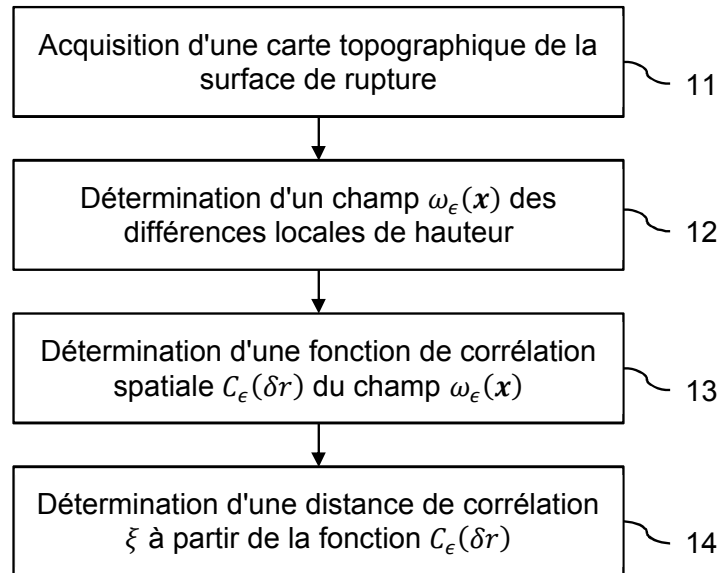 Acquisition d'une carte topographique de la
surface de rupture
11
Détermination d'un champ ω_ϵ(𝒙) des
différences locales de hauteur
12
Détermination d'une fonction de corrélation
spatiale C_ϵ(δr) du champ ω_ϵ(𝒙)
13
Détermination d'une distance de corrélation
ξ à partir de la fonction C_ϵ(δr)
14